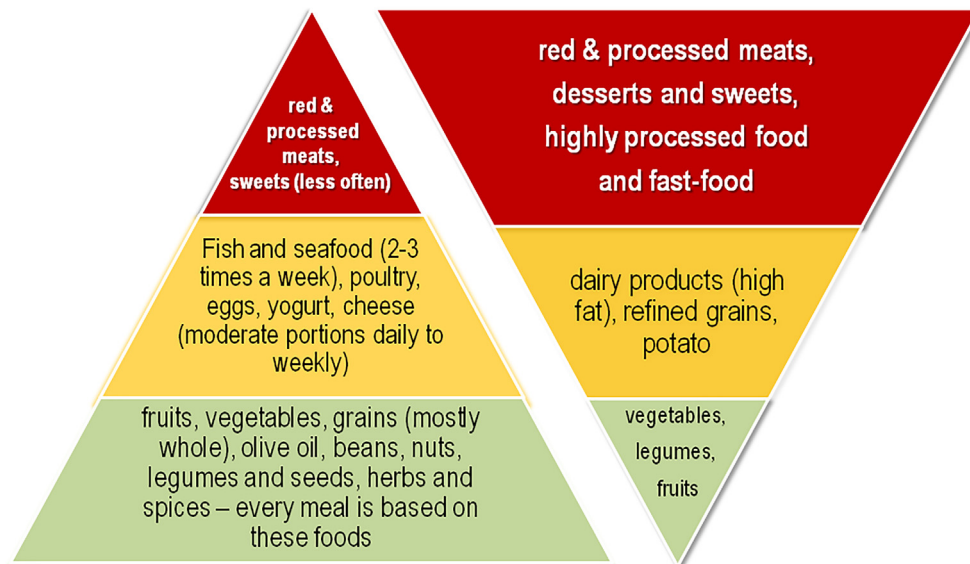 red &
processed
meats,
sweets (less often)
Fish and seafood (2-3
times a week), poultry,
eggs, yogurt, cheese
(moderate portions daily to
weekly)
fruits, vegetables, grains (mostly
whole), olive oil, beans, nuts,
legumes and seeds, herbs and
spices – every meal is based on
these foods
red & processed meats,
desserts and sweets,
highly processed food
and fast-food
dairy products (high
fat), refined grains,
potato
vegetables,
legumes,
fruits